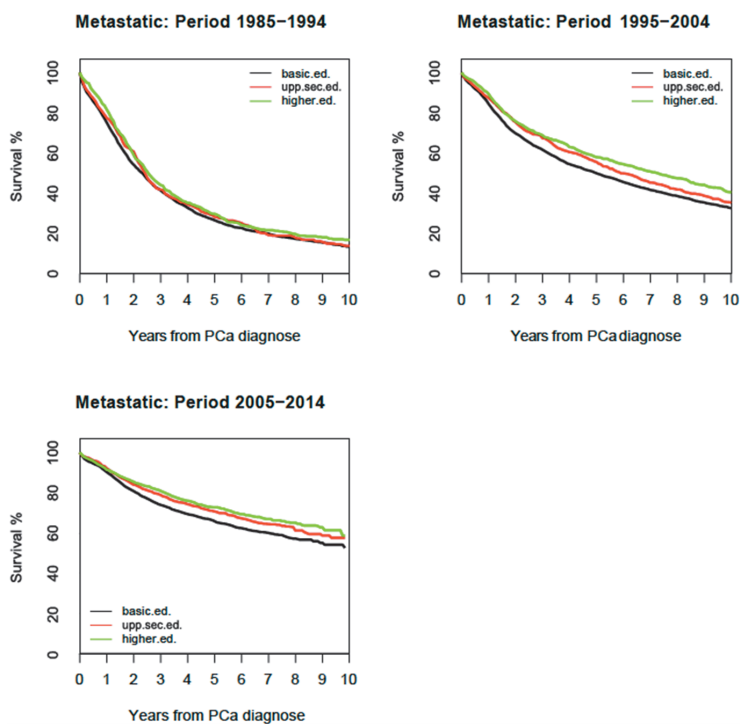 Metastatic: Period 1985−1994
Survival %
100
80
60
40
20
0
basic.ed.
upp.sec.ed.
higher.ed.
0 1 2 3 4 5 6 7 8 9 10
Years from PCa diagnose
Metastatic: Period 1995−2004
Survival %
100
80
60
40
20
0
basic.ed.
upp.sec.ed.
higher.ed.
0 1 2 3 4 5 6 7 8 9 10
Years from PCa diagnose
Metastatic: Period 2005−2014
Survival %
100
80
60
40
20
0
basic.ed.
upp.sec.ed.
higher.ed.
0 1 2 3 4 5 6 7 8 9 10
Years from PCa diagnose